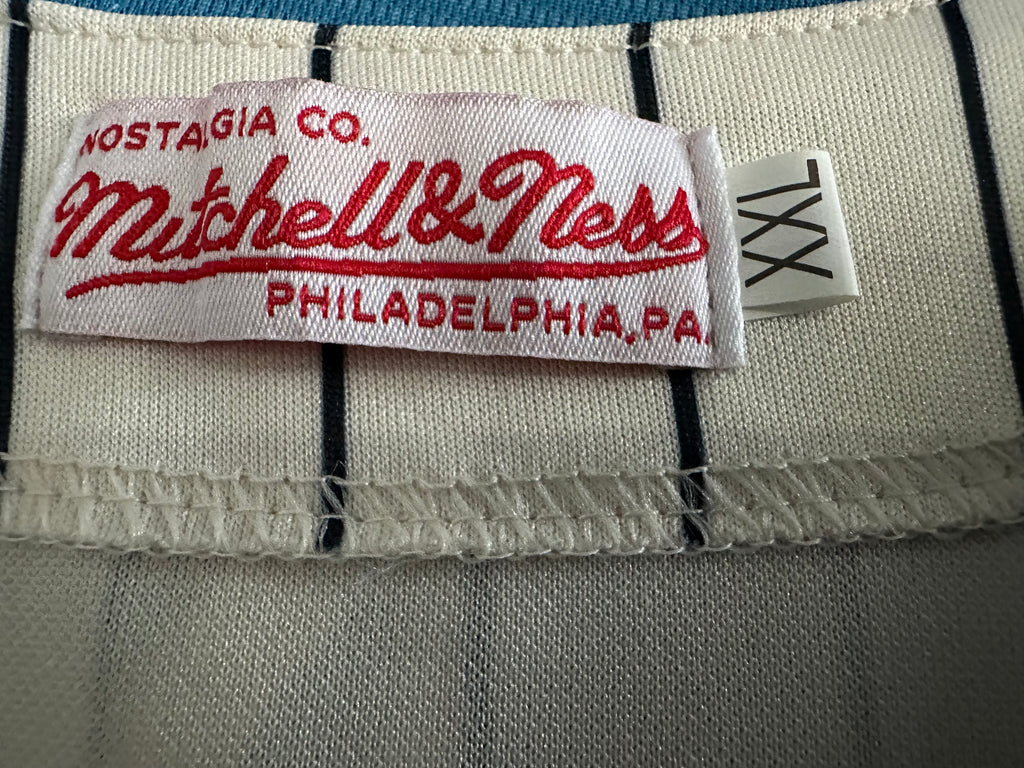 NOSTALGIA CO.
Mitchell & Ness
PHILADELPHIA, PA.
XXL